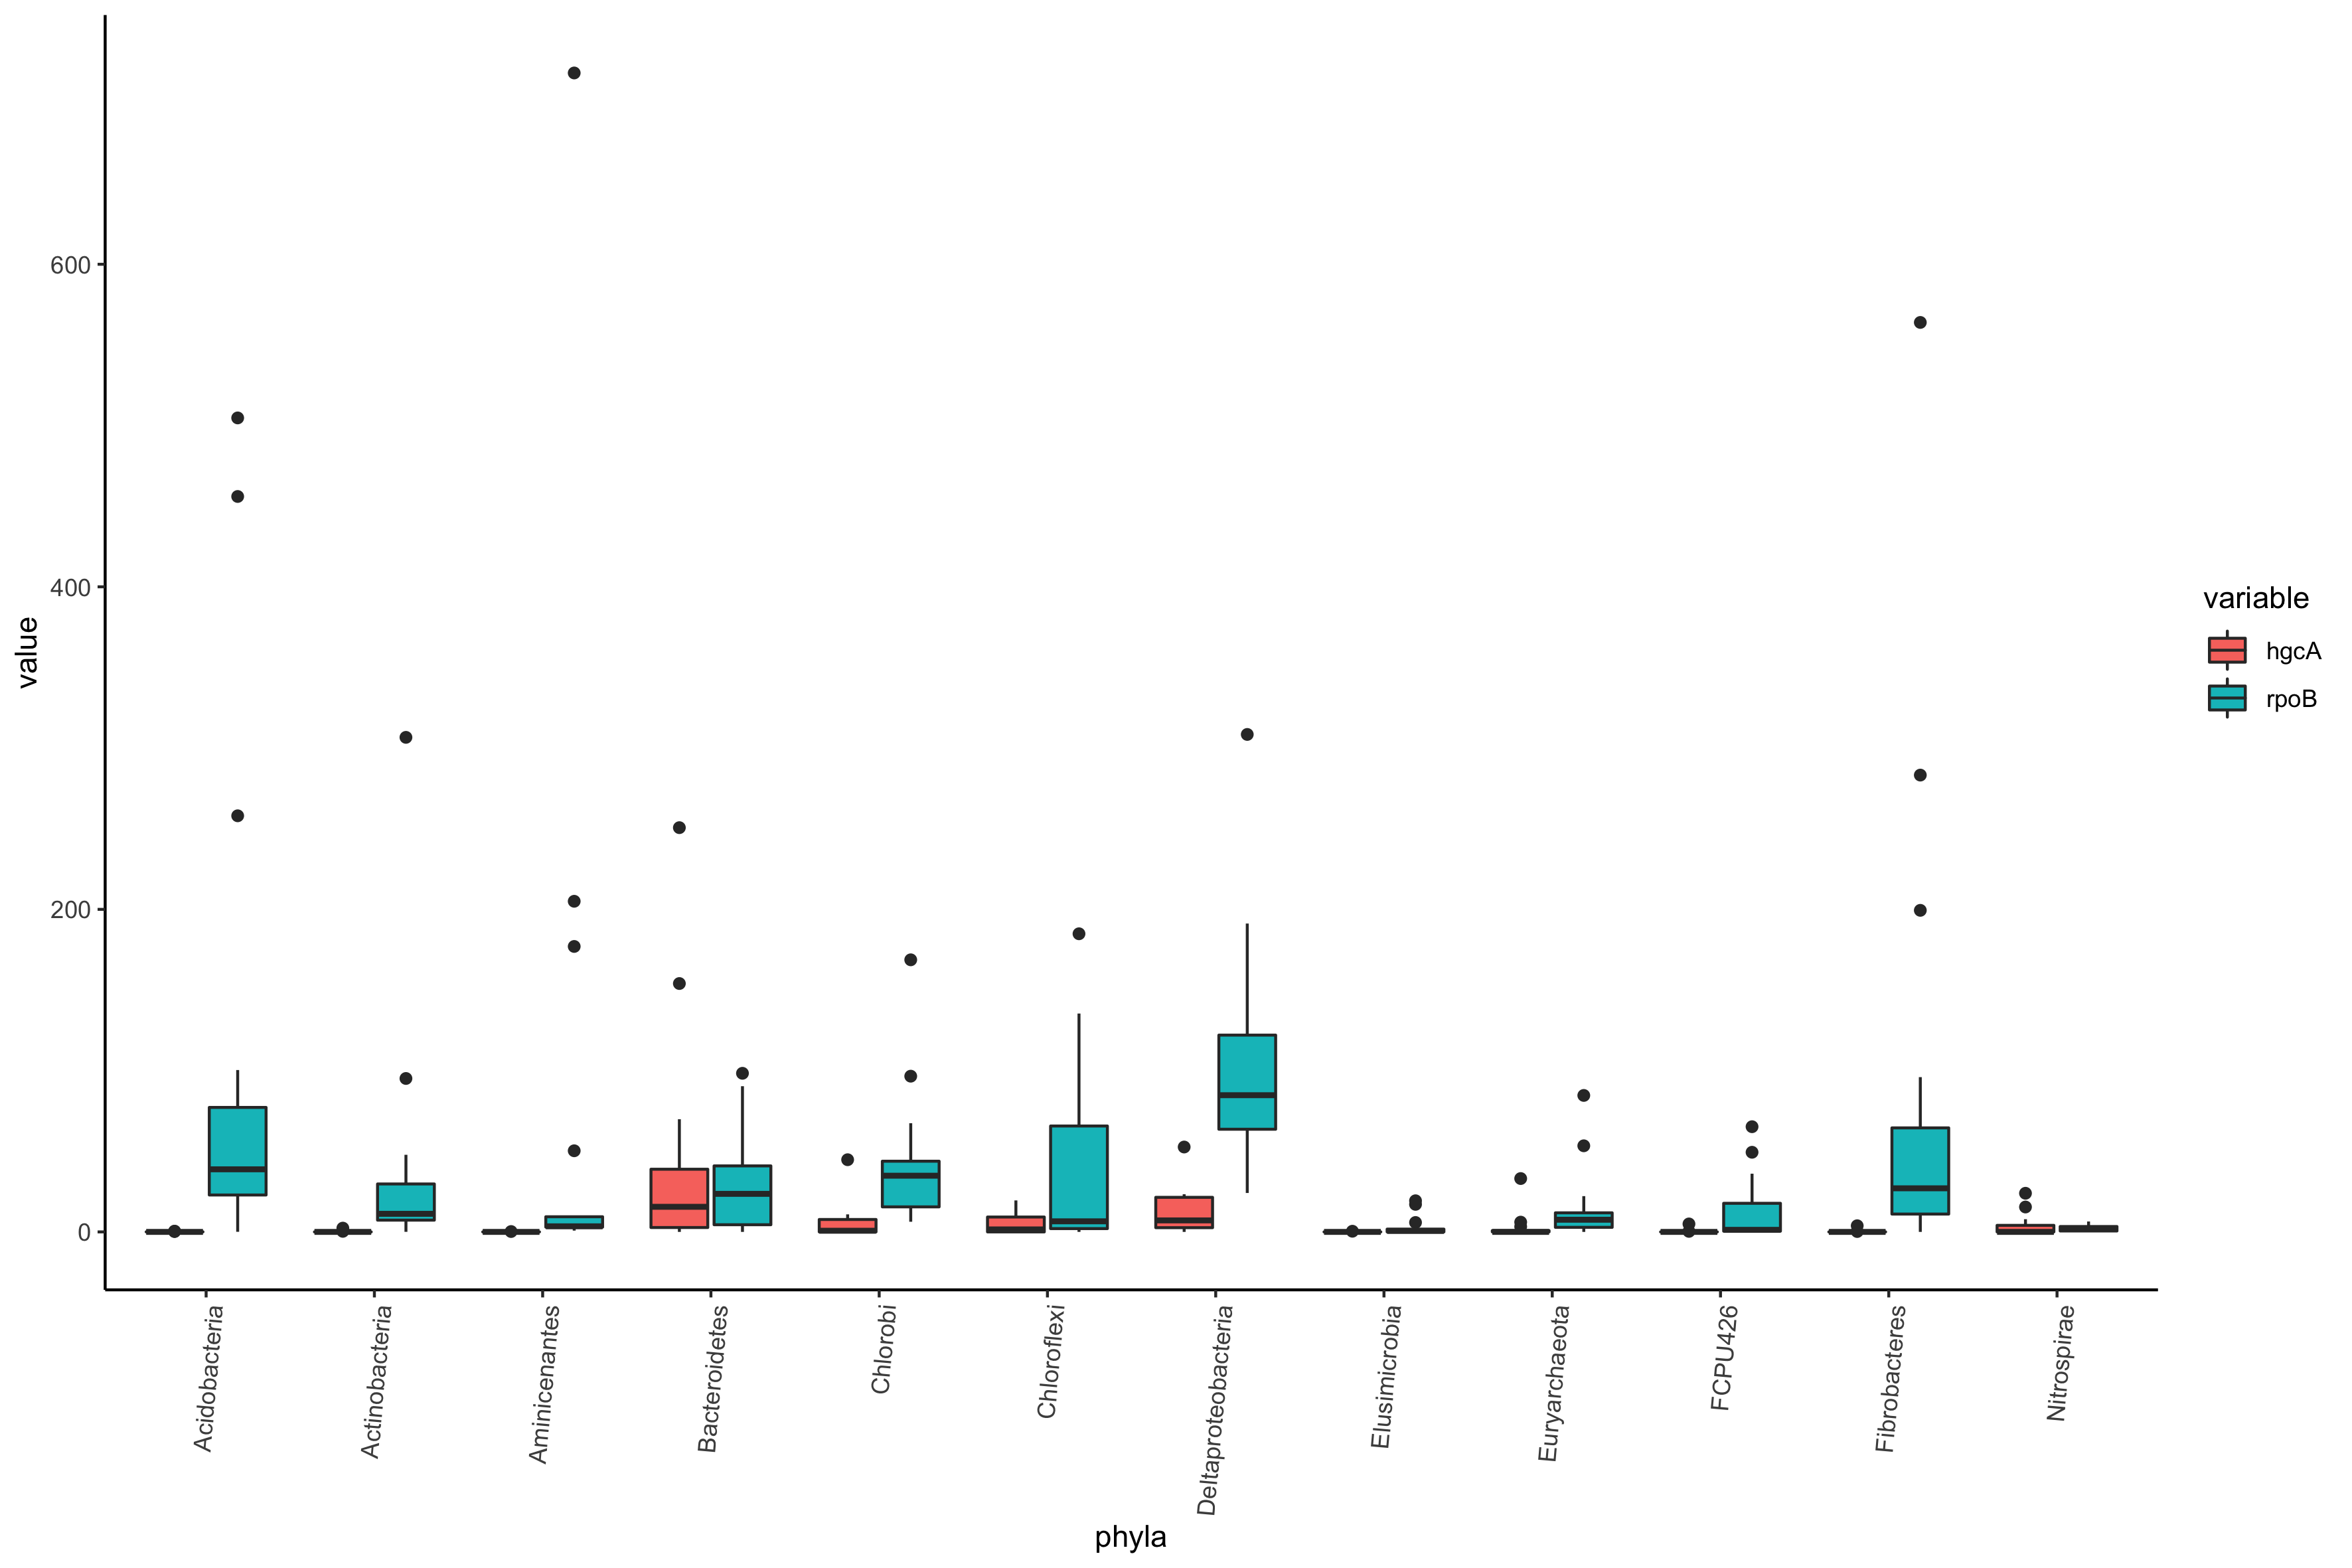 value
600
400
200
0
Acidobacteria
Actinobacteria
Aminicenantes
Bacteroidetes
Chlorobi
Chloroflexi
Deltaproteobacteria
Elusimicrobia
Euryarchaeota
FCPU426
Fibrobacteres
Nitrospirae
phyla
variable
hgcA
rpoB